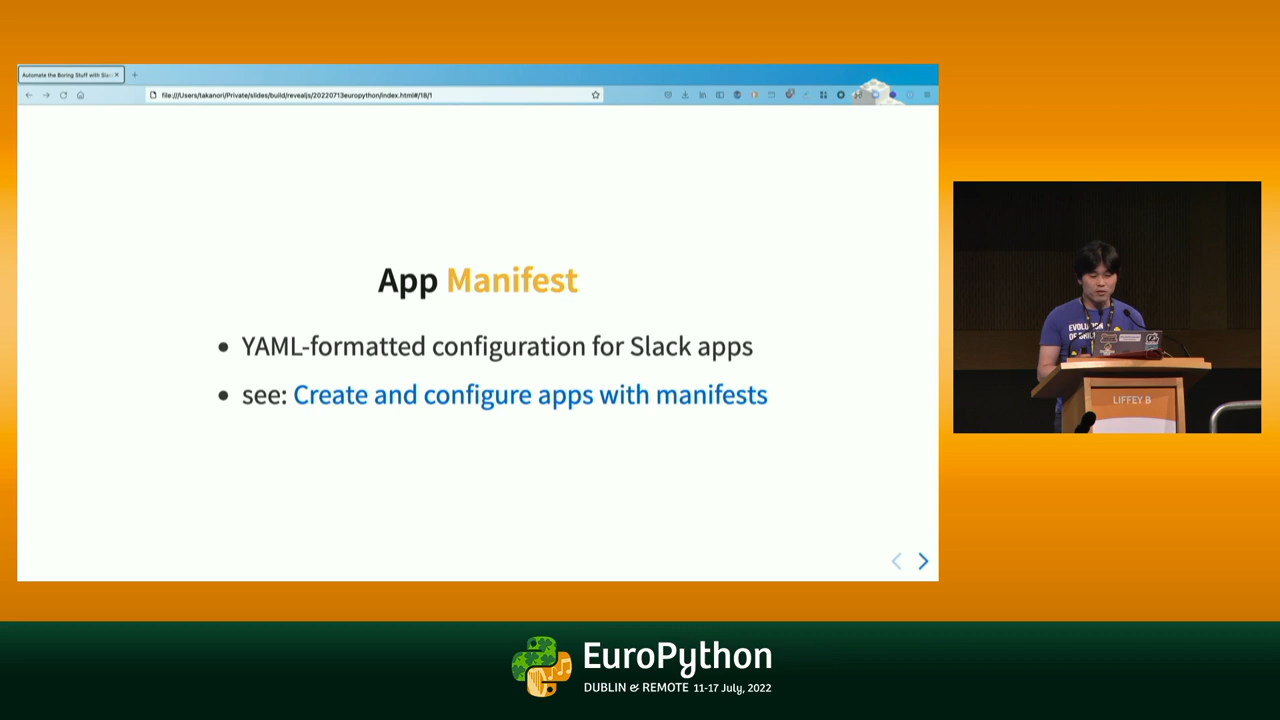 Automate the Boring Stuff with Slac
file:///Users/takanori/Private/slides/build/revealjs/20220713europython/index.html#/18/1
App Manifest
YAML-formatted configuration for Slack apps
see: Create and configure apps with manifests
EVOLUTION
LIFFEY B
EuroPython
DUBLIN & REMOTE 11-17 July, 2022